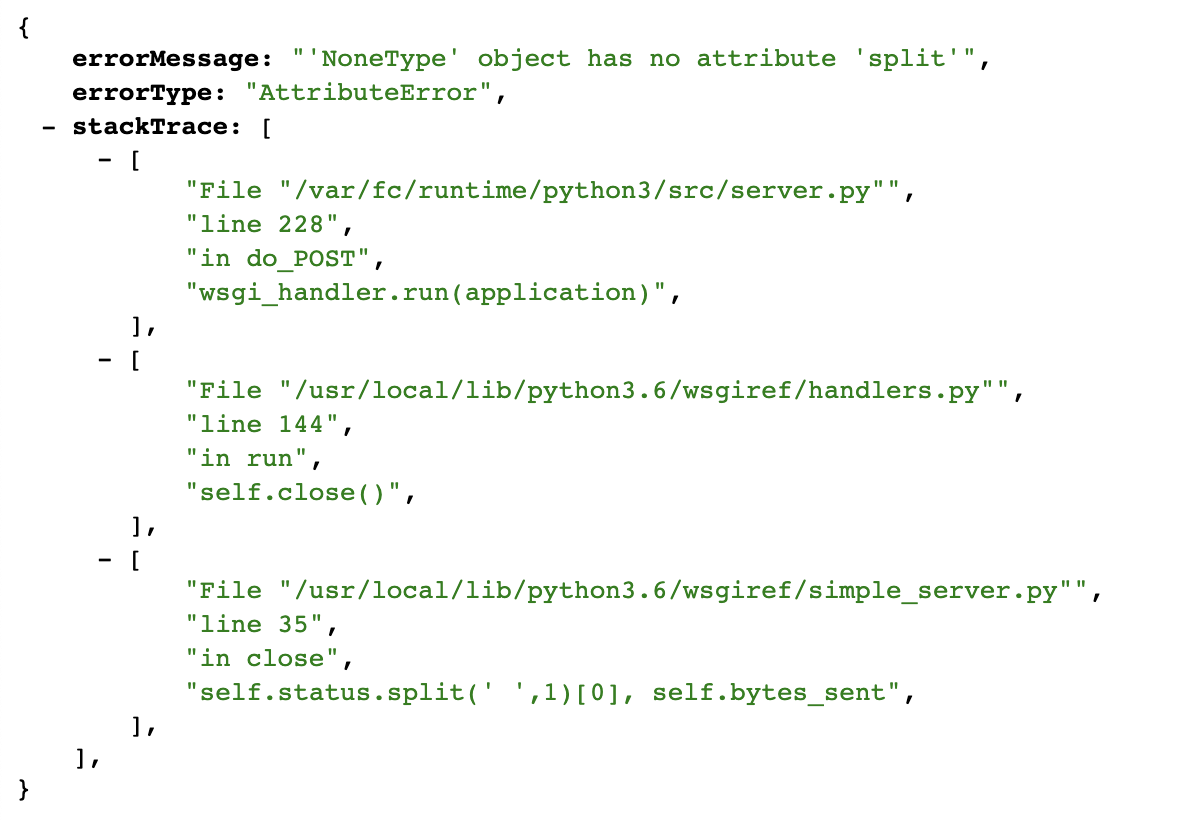 {
errorMessage: "'NoneType' object has no attribute 'split'",
errorType: "AttributeError",
- stackTrace: [
- [
"File "/var/fc/runtime/python3/src/server.py"",
"line 228",
"in do_POST",
"wsgi_handler.run(application)",
],
- [
"File "/usr/local/lib/python3.6/wsgiref/handlers.py"",
"line 144",
"in run",
"self.close()",
],
- [
"File "/usr/local/lib/python3.6/wsgiref/simple_server.py"",
"line 35",
"in close",
"self.status.split(' ',1)[0], self.bytes_sent",
],
],
}